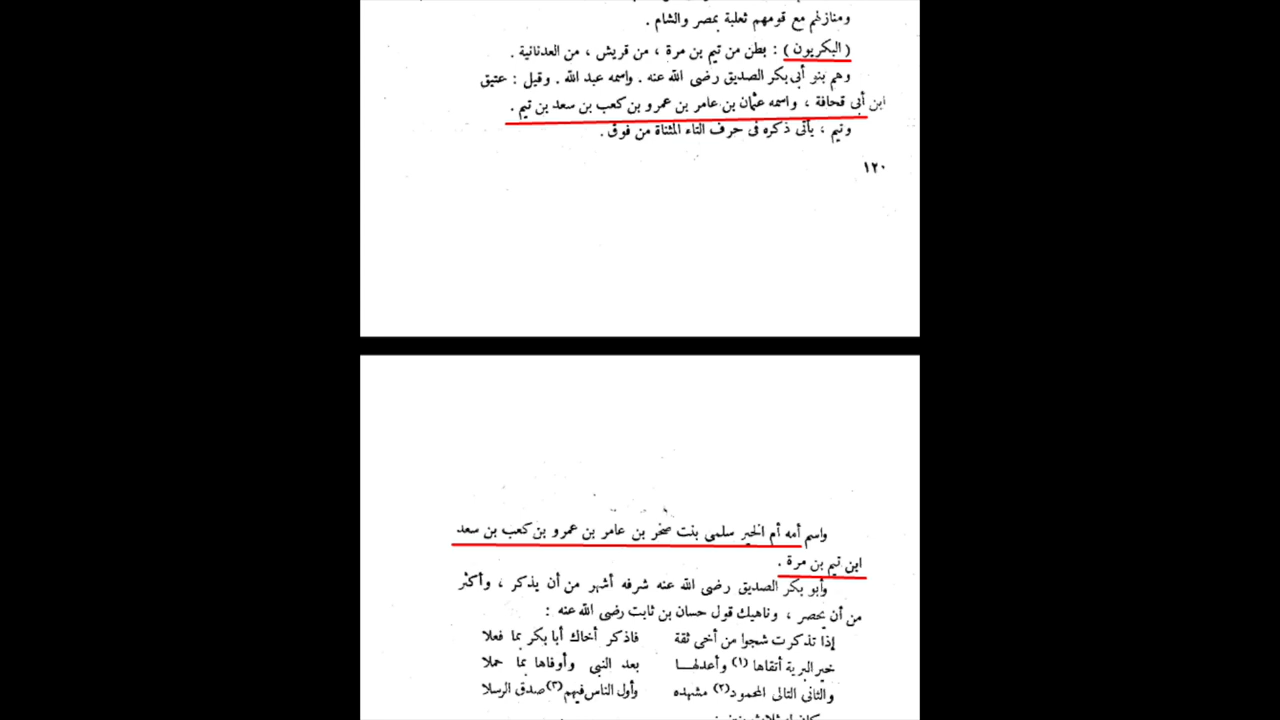 ومنازلهم مع قومهم ثعلبة بمصر والشام .
( البكريون ) : بطن من تيم بن مرة ، من قريش ، من العدنانية .
وهم بنو أبى بكر الصديق رضى الله عنه . واسمه عبد الله . وقيل : عتيق
ابن أبى قحافة ، واسمه عثمان بن عامر بن عمرو بن كعب بن سعد بن تيم .
وتيم ، يأتى ذكره فى حرف التاء المثناة من فوق .
١٢٠
واسم أمه أم الخير سلمى بنت صخر بن عامر بن عمرو بن كعب بن سعد
ابن تيم بن مرة .
وأبو بكر الصديق رضى الله عنه شرفه أشهر من أن يذكر ، وأكثر
من أن يحصر ، وناهيك قول حسان بن ثابت رضى الله عنه :
إذا تذكرت شجوا من أخى ثقة فاذكر أخاك أبا بكر بما فعلا
خير البرية أتقاها (١) وأعدلهـا بعد النبى وأوفاها بما حملا
والثانى التالى المحمود (٢) مشهده وأول الناس فيهم (٣) صدق الرسلا